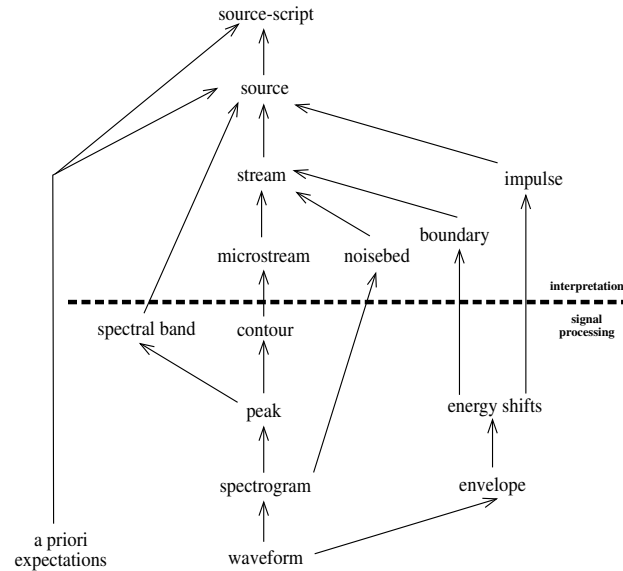 source-script
source
stream
impulse
boundary
microstream
noisebed
interpretation
signal
processing
spectral band
contour
peak
energy shifts
spectrogram
envelope
a priori
expectations
waveform